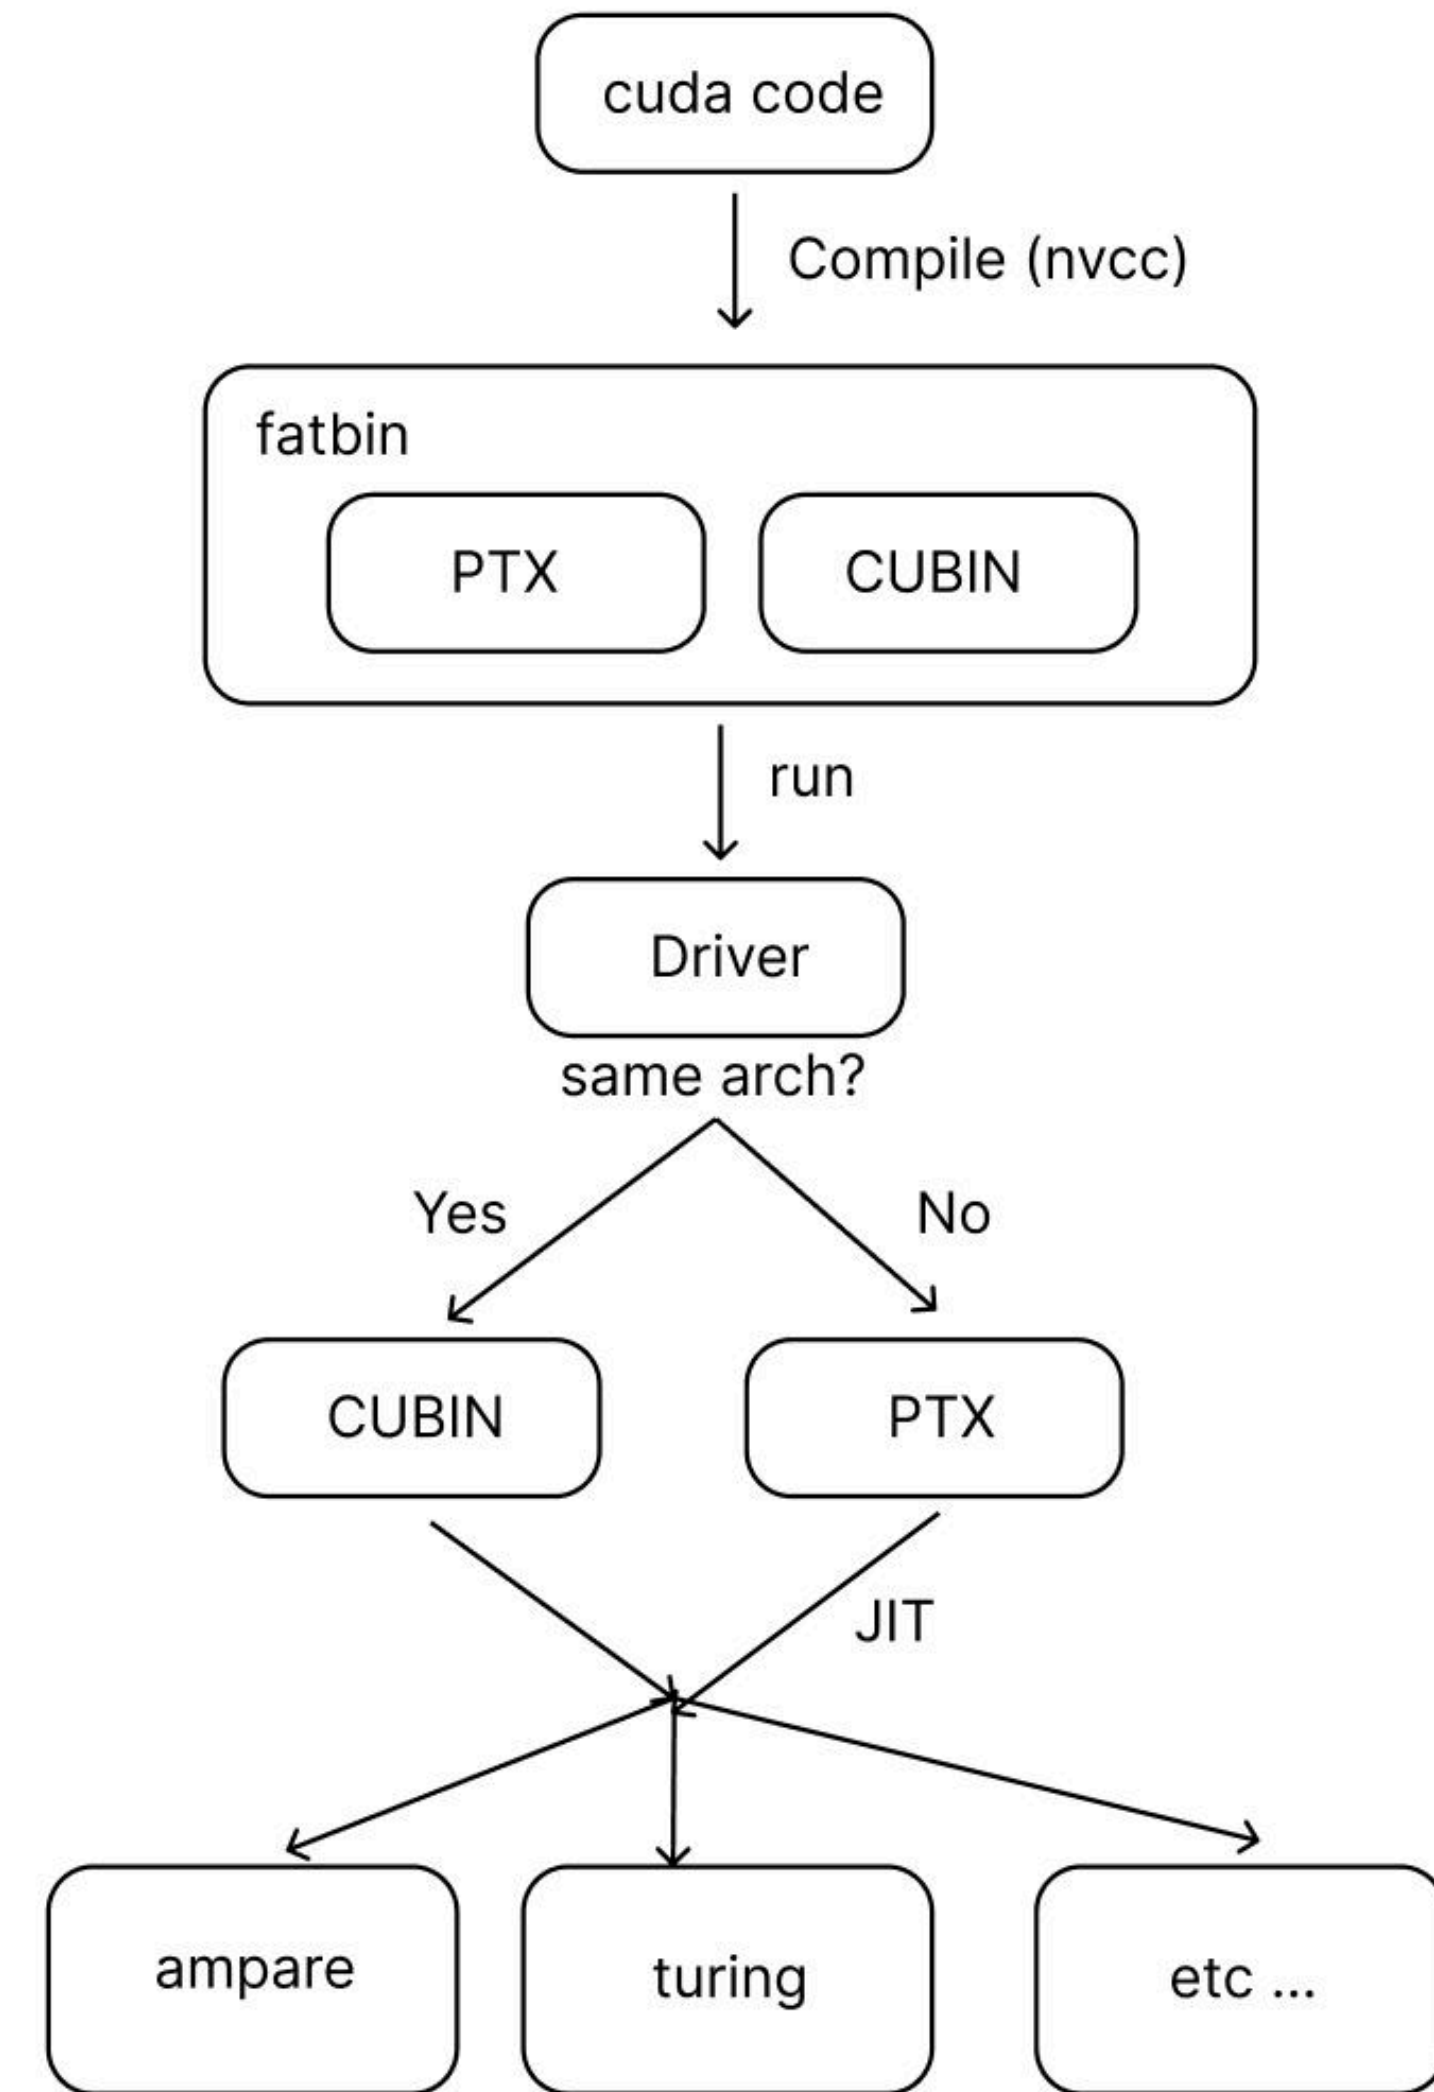 cuda code
Compile (nvcc)
fatbin
PTX
CUBIN
run
Driver
same arch?
Yes
No
CUBIN
PTX
JIT
ampare
turing
etc ...